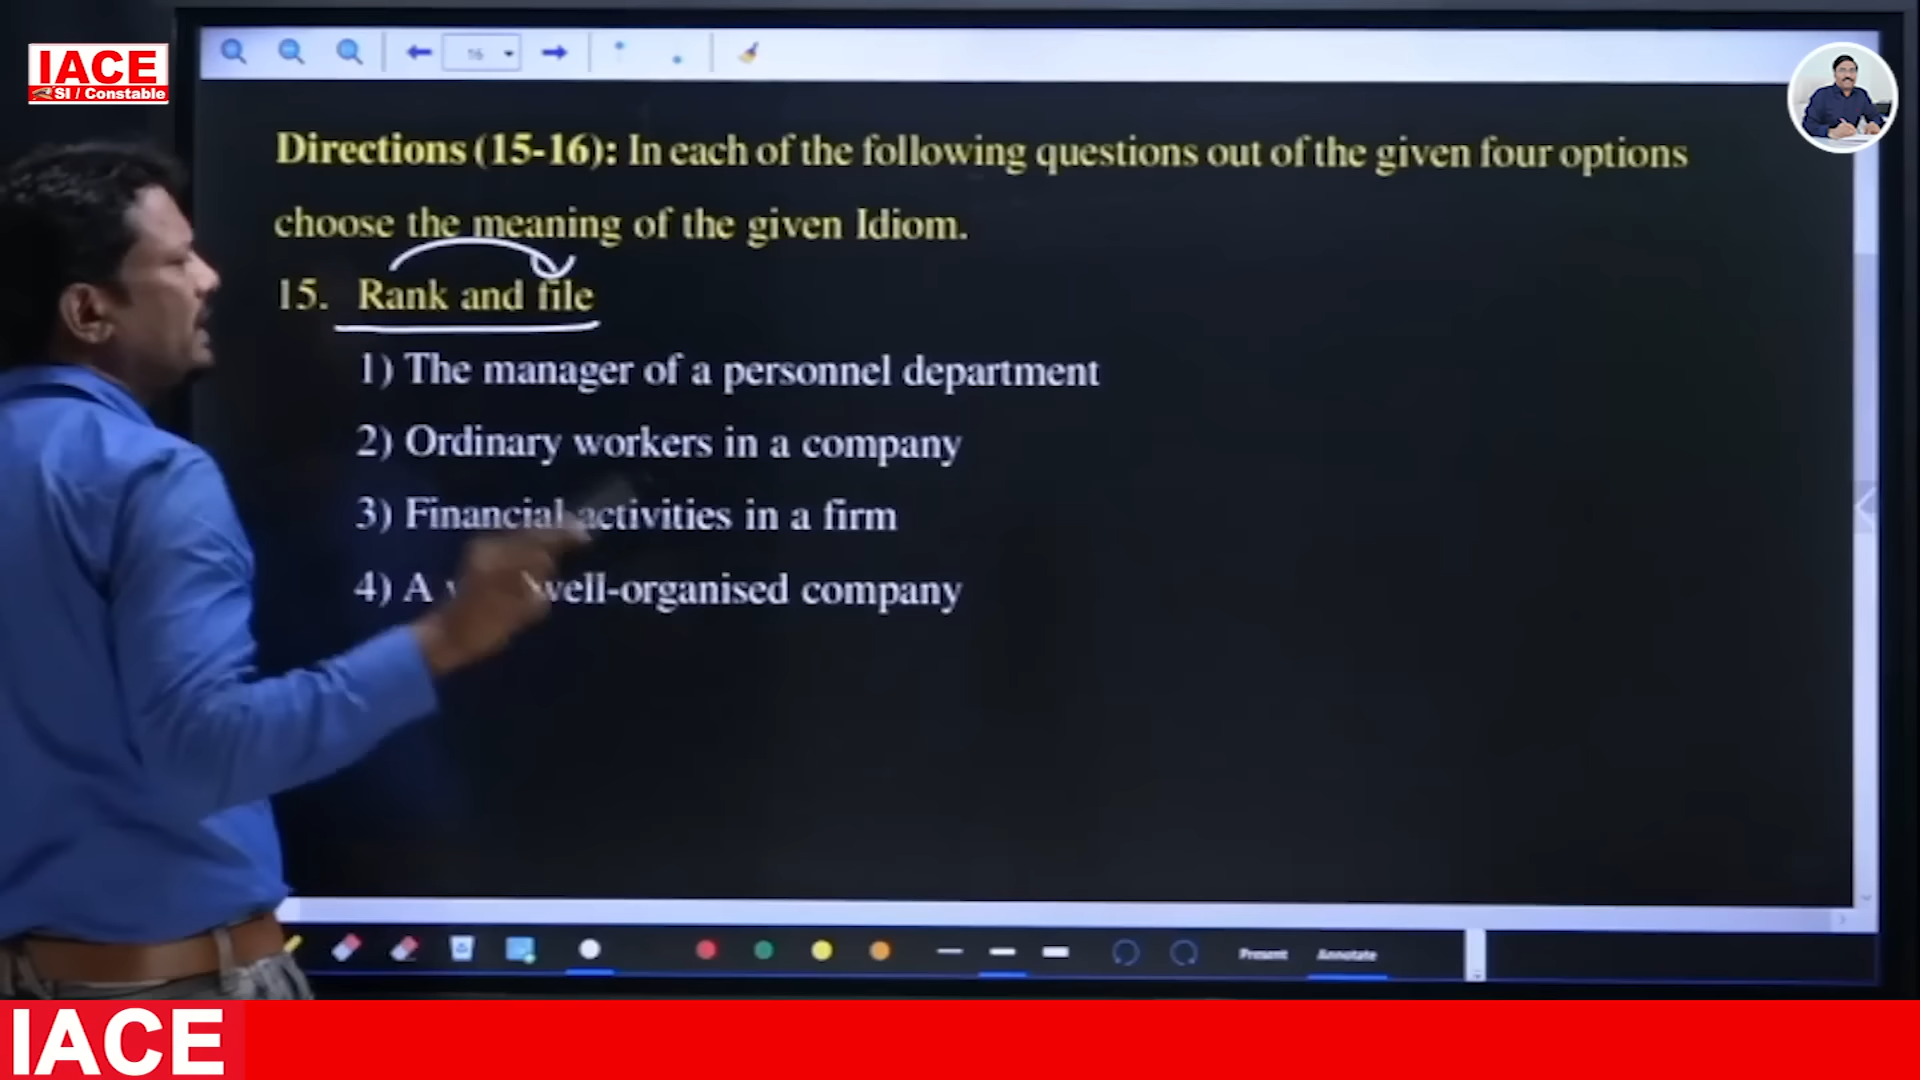 IACE
SI / Constable
16
Directions (15-16): In each of the following questions out of the given four options
choose the meaning of the given Idiom.
15. Rank and file
1) The manager of a personnel department
2) Ordinary workers in a company
3) Financial activities in a firm
4) A well-organised company
Present Annotate
IACE